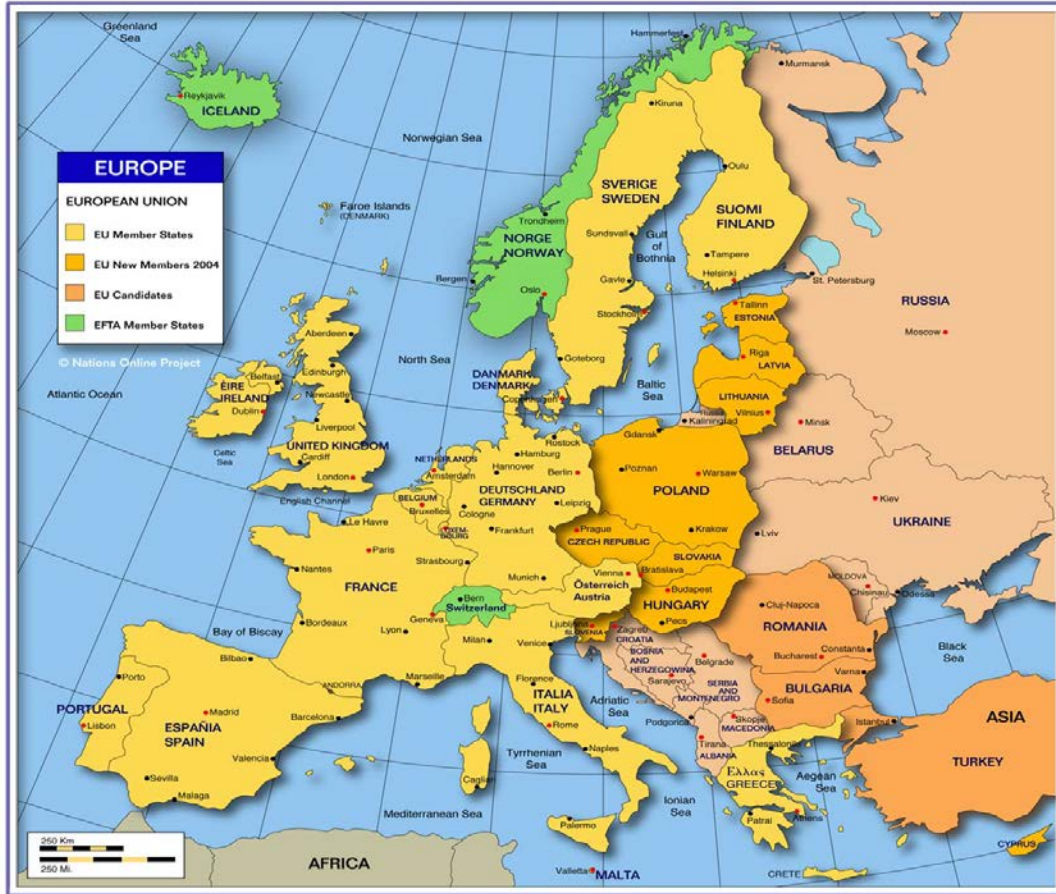 Greenland
Sea
Hammerfest
Murmansk
Reykjavik
ICELAND
Kiruna
Norwegian Sea
EUROPE
EUROPEAN UNION
EU Member States
EU New Members 2004
EU Candidates
EFTA Member States
© Nations Online Project
Oulu
SVERIGE
SWEDEN
SUOMI
FINLAND
Faroe Islands
(DENMARK)
Trondheim
NORGE
NORWAY
Sundsvall
Gulf
of
Bothnia
Tampere
Bergen
Gavle
Helsinki
St. Petersburg
Oslo
Stockholm
Tallinn
ESTONIA
RUSSIA
Moscow
Aberdeen
North Sea
Goteborg
Riga
LATVIA
Edinburgh
DANMARK
DENMARK
Baltic
Sea
Atlantic Ocean
Belfast
ÉIRE
IRELAND
Dublin
Newcastle
Copenhagen
LITHUANIA
Vilnius
Russia
Kaliningrad
Minsk
Liverpool
Gdansk
BELARUS
UNITED KINGDOM
Celtic
Sea
Cardiff
London
NETHERLANDS
Amsterdam
Rostock
Hamburg
Hannover
Berlin
Poznan
Warsaw
POLAND
English Channel
BELGIUM
Bruxelles
DEUTSCHLAND
GERMANY
Leipzig
Cologne
Kiev
UKRAINE
Le Havre
LUXEM-
BOURG
Frankfurt
Prague
CZECH REPUBLIC
Krakow
Lviv
Paris
Strasbourg
SLOVAKIA
Nantes
FRANCE
Munich
Vienna
Österreich
Austria
Bratislava
Budapest
HUNGARY
MOLDOVA
Chisinau
Odessa
Bern
Switzerland
Geneva
Cluj-Napoca
Bay of Biscay
Bordeaux
Lyon
Milan
Venice
Ljubljana
SLOVENIA
Zagreb
CROATIA
Pecs
ROMANIA
Bucharest
Constanta
Black
Sea
Bilbao
BOSNIA
AND
HERZEGOWINA
Sarajevo
Belgrade
SERBIA
AND
MONTENEGRO
Varna
BULGARIA
Sofia
Porto
ANDORRA
Marseille
Florence
ITALIA
ITALY
Adriatic
Sea
Podgorica
Skopje
MACEDONIA
Istanbul
ASIA
PORTUGAL
Lisbon
Madrid
ESPAÑIA
SPAIN
Barcelona
Rome
Tirana
ALBANIA
Thessalona
Valencia
Tyrrhenian
Sea
Naples
TURKEY
Sevilla
Malaga
Cagliar
Ελλας
GREECE
Aegean
Sea
Mediterranean Sea
Palermo
Ionian
Sea
Patrai
Athens
250 Km
250 Mi.
AFRICA
Valletta
MALTA
CRETE
CYPRUS